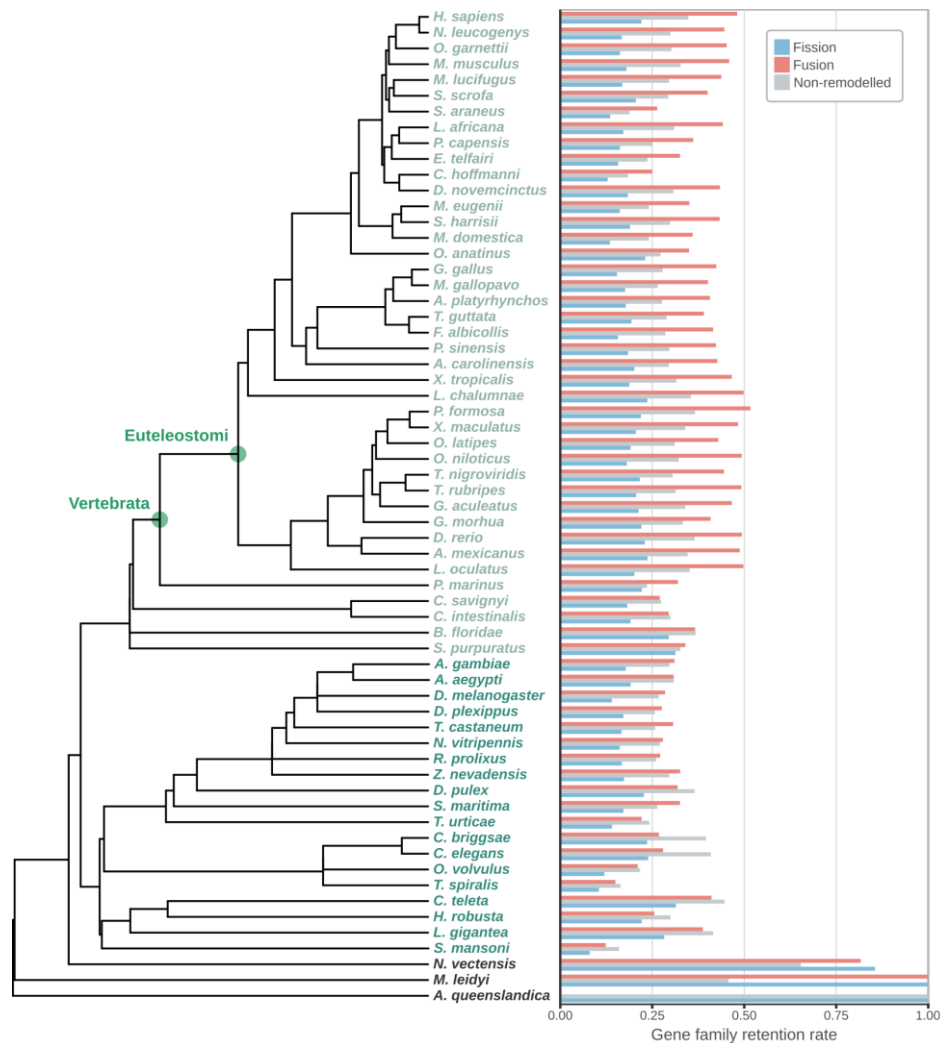 H. sapiens
N. leucogenys
O. garnettii
M. musculus
M. lucifugus
S. scrofa
S. araneus
L. africana
P. capensis
E. telfairi
C. hoffmanni
D. novemcinctus
M. eugenii
S. harrisii
M. domestica
O. anatinus
G. gallus
M. gallopavo
A. platyrhynchos
T. guttata
F. albicollis
P. sinensis
A. carolinensis
X. tropicalis
L. chalumnae
P. formosa
X. maculatus
O. latipes
O. niloticus
T. nigroviridis
T. rubripes
G. aculeatus
G. morhua
D. rerio
A. mexicanus
L. oculatus
P. marinus
C. savignyi
C. intestinalis
B. floridae
S. purpuratus
A. gambiae
A. aegypti
D. melanogaster
D. plexippus
T. castaneum
N. vitripennis
R. prolixus
Z. nevadensis
D. pulex
S. maritima
T. urticae
C. briggsae
C. elegans
O. volvulus
T. spiralis
C. teleta
H. robusta
L. gigantea
S. mansoni
N. vectensis
M. leidyi
A. queenslandica
Euteleostomi
Vertebrata
Fission
Fusion
Non-remodelled
0.00 0.25 0.50 0.75 1.00
Gene family retention rate